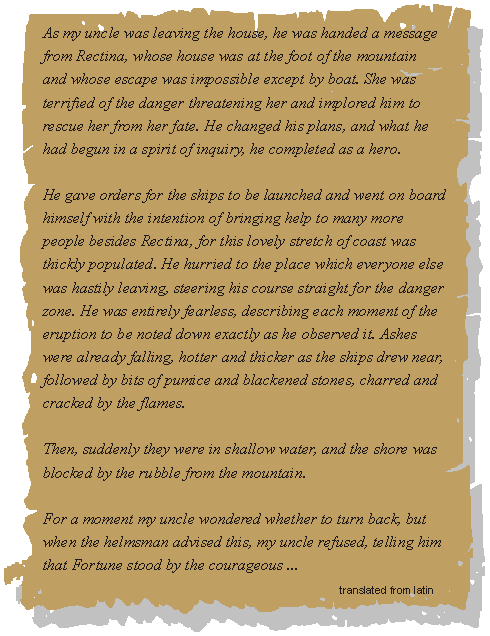 As my uncle was leaving the house, he was handed a message
from Rectina, whose house was at the foot of the mountain
and whose escape was impossible except by boat. She was
terrified of the danger threatening her and implored him to
rescue her from her fate. He changed his plans, and what he
had begun in a spirit of inquiry, he completed as a hero.
He gave orders for the ships to be launched and went on board
himself with the intention of bringing help to many more
people besides Rectina, for this lovely stretch of coast was
thickly populated. He hurried to the place which everyone else
was hastily leaving, steering his course straight for the danger
zone. He was entirely fearless, describing each moment of the
eruption to be noted down exactly as he observed it. Ashes
were already falling, hotter and thicker as the ships drew near,
followed by bits of pumice and blackened stones, charred and
cracked by the flames.
Then, suddenly they were in shallow water, and the shore was
blocked by the rubble from the mountain.
For a moment my uncle wondered whether to turn back, but
when the helmsman advised this, my uncle refused, telling him
that Fortune stood by the courageous ...
translated from latin